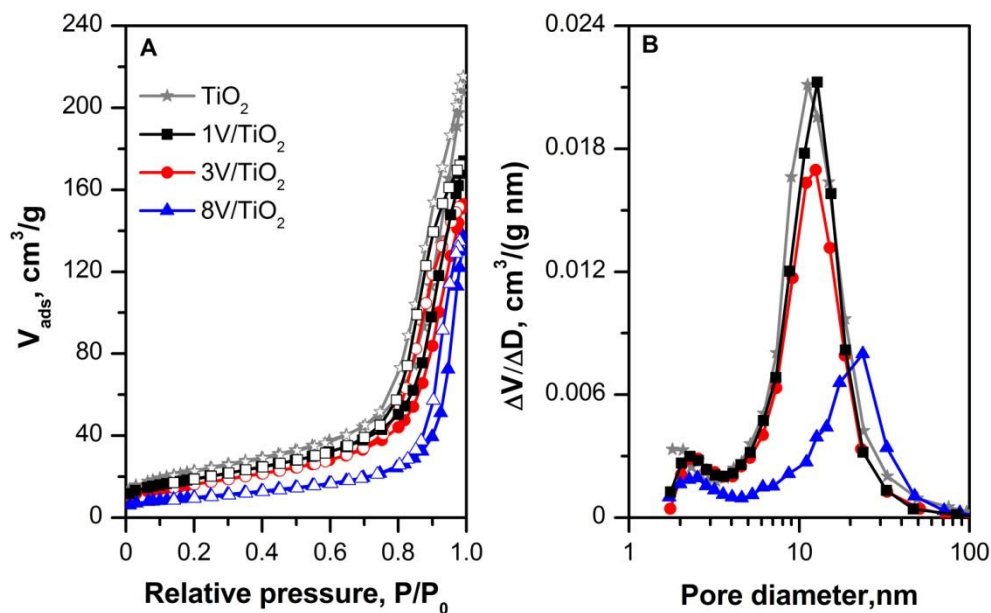 A
TiO₂
1V/TiO₂
3V/TiO₂
8V/TiO₂
240
200
160
120
80
40
0
0 0.2 0.4 0.6 0.8 1.0
V_ads, cm³/g
Relative pressure, P/P₀
B
0.024
0.018
0.012
0.006
0
1 10 100
ΔV/ΔD, cm³/(g nm)
Pore diameter,nm